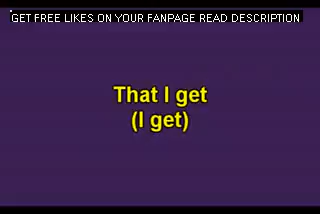 GET FREE LIKES ON YOUR FANPAGE READ DESCRIPTION
That I get
(I get)